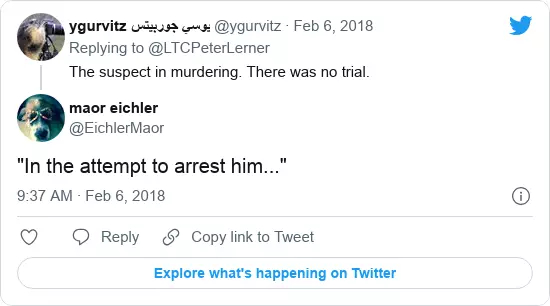 ygurvitz يوسي جوربيتس @ygurvitz · Feb 6, 2018
Replying to @LTCPeterLerner
The suspect in murdering. There was no trial.
maor eichler
@EichlerMaor
"In the attempt to arrest him..."
9:37 AM · Feb 6, 2018
Reply
Copy link to Tweet
Explore what's happening on Twitter